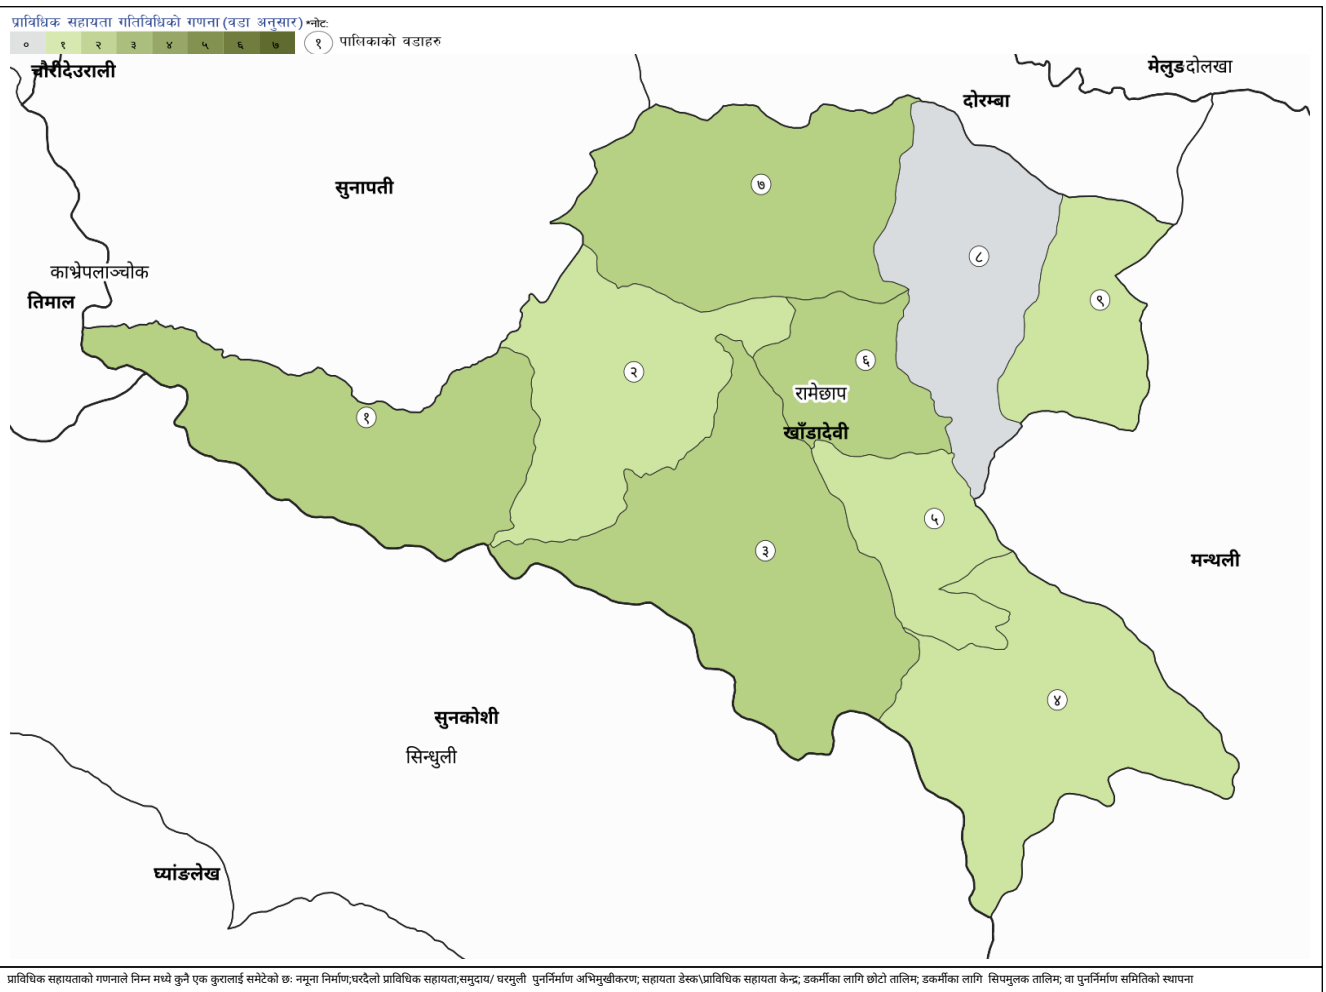 प्राविधिक सहायता गतिविधिको गणना (वडा अनुसार) *नोट:
० १ २ ३ ४ ५ ६ ७ १ पालिकाको वडाहरु
चौरीदेउराली
मेलुङ दोलखा
दोरम्बा
७
सुनापती
८
काभ्रेपलाञ्चोक
तिमाल
९
६
२
रामेछाप
१
खाँडादेवी
५
३
मन्थली
४
सुनकोशी
सिन्धुली
घ्यांङलेख
प्राविधिक सहायताको गणनाले निम्न मध्ये कुनै एक कुरालाई समेटेको छः नमूना निर्माण;घरदैलो प्राविधिक सहायता;समुदाय/ घरमुली पुनर्निर्माण अभिमुखीकरण; सहायता डेस्क\प्राविधिक सहायता केन्द्र; डकर्मीका लागि छोटो तालिम; डकर्मीका लागि सिपमुलक तालिम; वा पुनर्निर्माण समितिको स्थापना